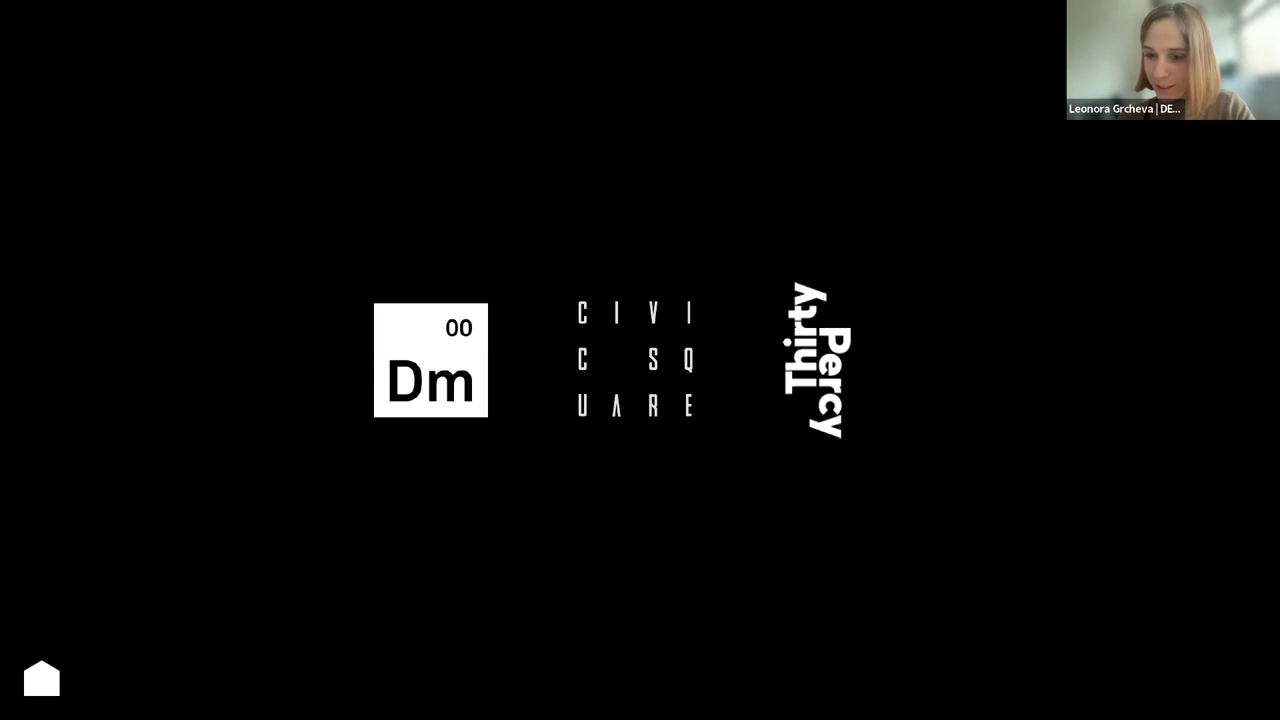 Leonora Grcheva | DE...
00
Dm
C I V I
C S Q
U A R E
Thirty
Percy